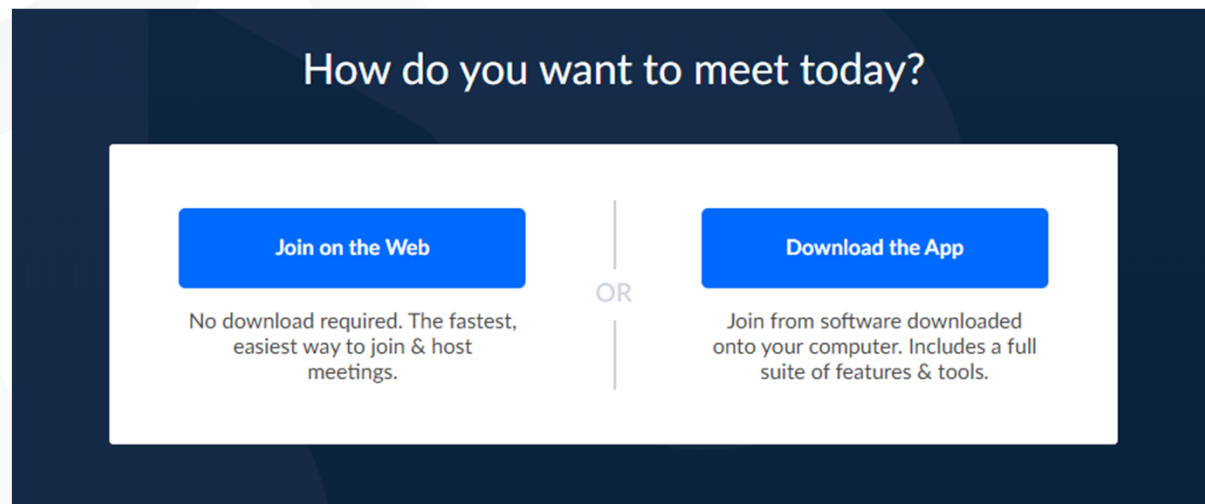 How do you want to meet today?
Join on the Web
No download required. The fastest,
easiest way to join & host
meetings.
OR
Download the App
Join from software downloaded
onto your computer. Includes a full
suite of features & tools.